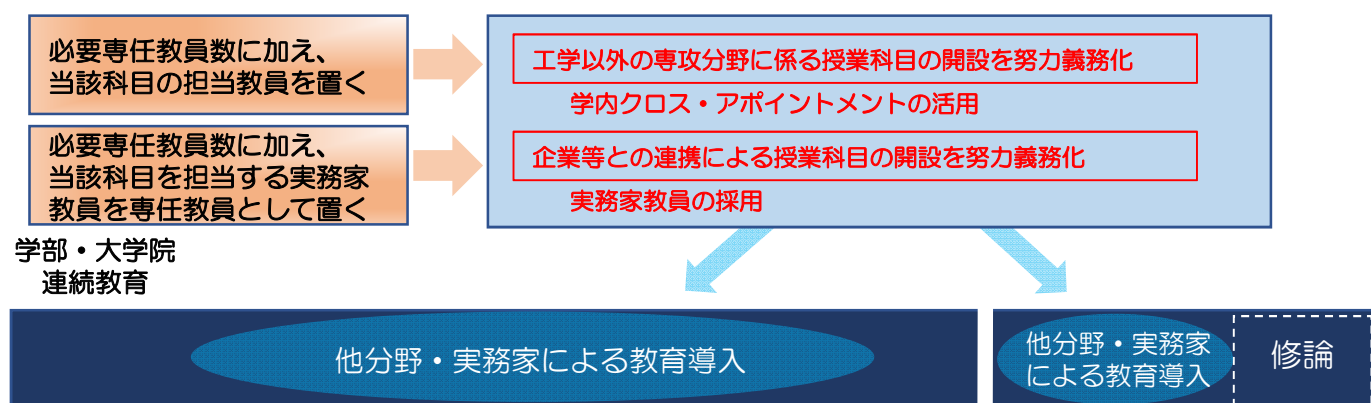 必要専任教員数に加え、
当該科目の担当教員を置く
工学以外の専攻分野に係る授業科目の開設を努力義務化
学内クロス・アポイントメントの活用
必要専任教員数に加え、
当該科目を担当する実務家
教員を専任教員として置く
企業等との連携による授業科目の開設を努力義務化
実務家教員の採用
学部・大学院
連続教育
他分野・実務家による教育導入
他分野・実務家
による教育導入
修論